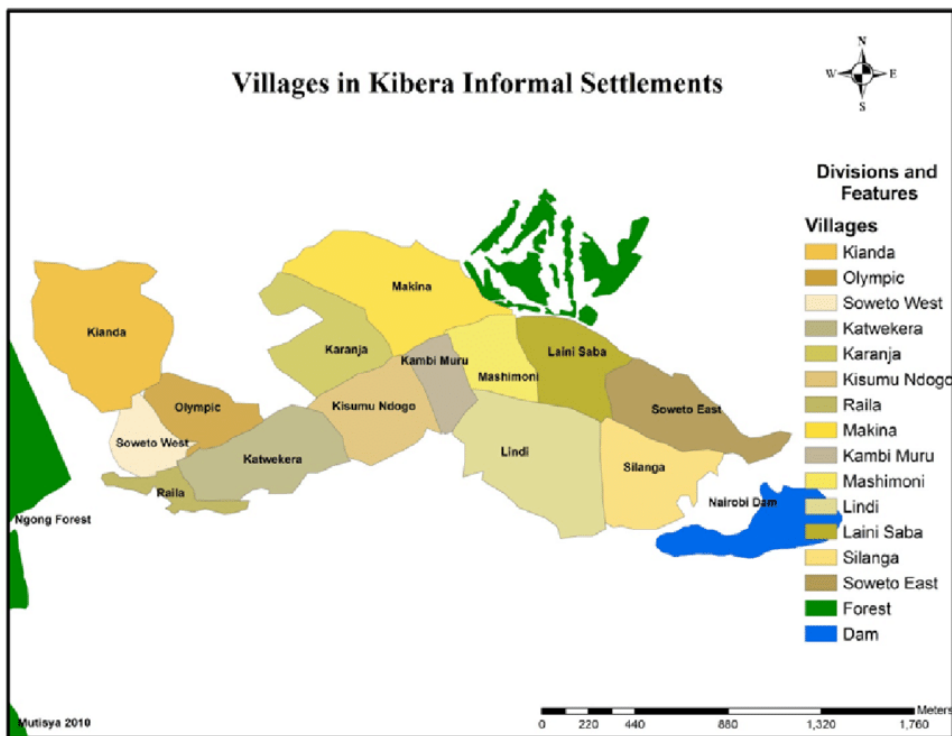 Villages in Kibera Informal Settlements
N
W E
S
Divisions and
Features
Villages
Kianda
Olympic
Soweto West
Katwekera
Karanja
Kisumu Ndogo
Raila
Makina
Kambi Muru
Mashimoni
Lindi
Laini Saba
Silanga
Soweto East
Forest
Dam
Makina
Kianda
Karanja
Kambi Muru
Laini Saba
Mashimoni
Olympic
Kisumu Ndogo
Soweto East
Soweto West
Katwekera
Lindi
Silanga
Raila
Nairobi Dam
Ngong Forest
Mutisya 2010
Meters
0 220 440 880 1,320 1,760